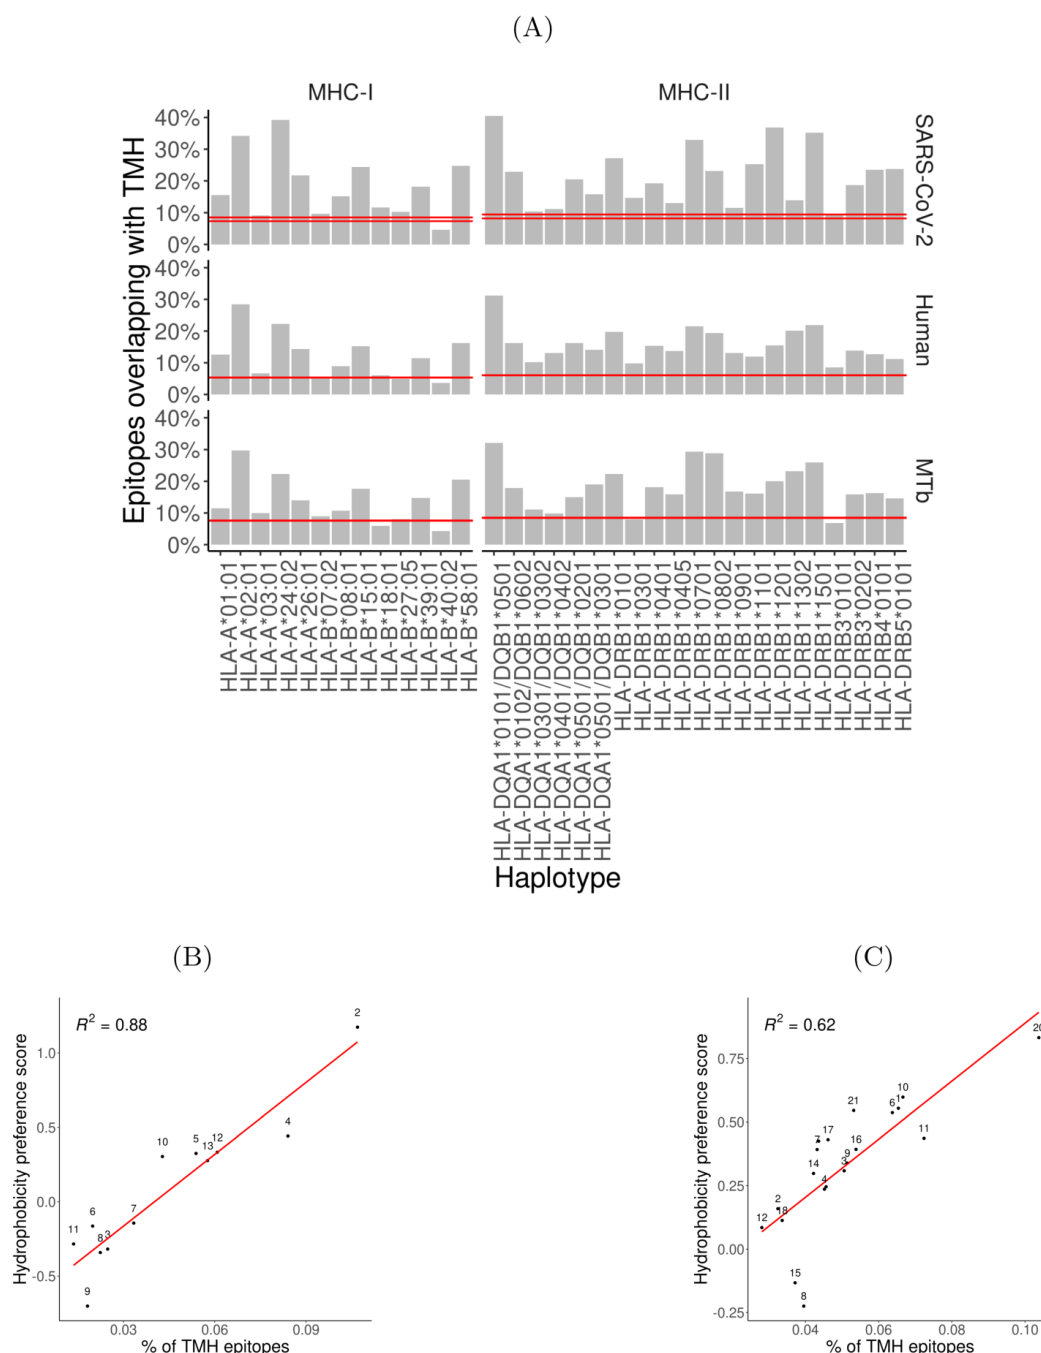 (A)
MHC-I
MHC-II
Epitopes overlapping with TMH
40%
30%
20%
10%
0%
SARS-CoV-2
40%
30%
20%
10%
0%
Human
40%
30%
20%
10%
0%
MTb
HLA-A*01:01
HLA-A*02:01
HLA-A*03:01
HLA-A*24:02
HLA-A*26:01
HLA-B*07:02
HLA-B*08:01
HLA-B*15:01
HLA-B*18:01
HLA-B*27:05
HLA-B*39:01
HLA-B*40:02
HLA-B*58:01
HLA-DQA1*0101/DQB1*0501
HLA-DQA1*0102/DQB1*0602
HLA-DQA1*0301/DQB1*0302
HLA-DQA1*0401/DQB1*0402
HLA-DQA1*0501/DQB1*0201
HLA-DQA1*0501/DQB1*0301
HLA-DRB1*0101
HLA-DRB1*0301
HLA-DRB1*0401
HLA-DRB1*0405
HLA-DRB1*0701
HLA-DRB1*0802
HLA-DRB1*0901
HLA-DRB1*1101
HLA-DRB1*1201
HLA-DRB1*1302
HLA-DRB1*1501
HLA-DRB3*0101
HLA-DRB3*0202
HLA-DRB4*0101
HLA-DRB5*0101
Haplotype
(B)
R² = 0.88
Hydrophobicity preference score
1.0
0.5
0.0
-0.5
2
4
12
13
5
10
7
6
11
3
8
9
0.03
0.06
0.09
% of TMH epitopes
(C)
R² = 0.62
Hydrophobicity preference score
0.75
0.50
0.25
0.00
-0.25
20
10
1
6
21
11
17
7
16
9
3
14
4
2
18
12
15
8
0.04
0.06
0.08
0.10
% of TMH epitopes